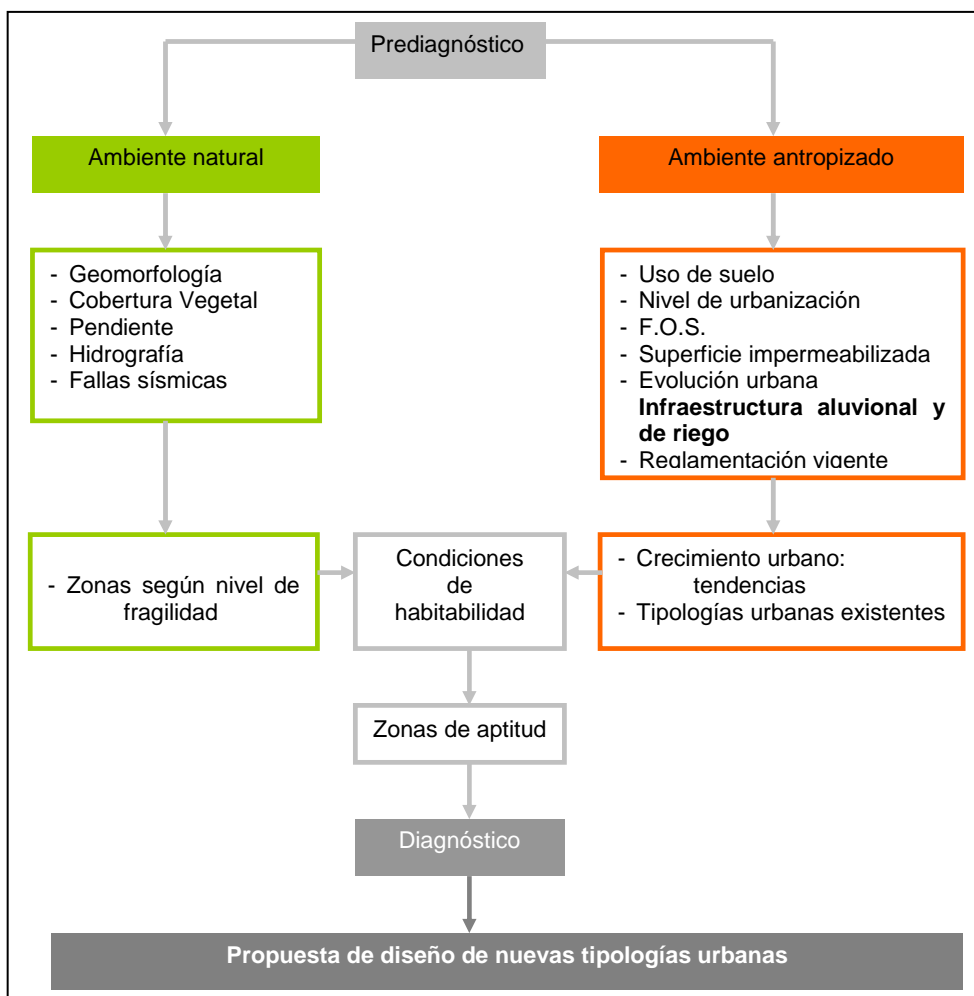 Prediagnóstico
Ambiente natural
Ambiente antropizado
- Geomorfología
- Cobertura Vegetal
- Pendiente
- Hidrografía
- Fallas sísmicas
- Uso de suelo
- Nivel de urbanización
- F.O.S.
- Superficie impermeabilizada
- Evolución urbana
Infraestructura aluvional y
de riego
- Reglamentación vigente
- Zonas según nivel de
fragilidad
Condiciones
de
habitabilidad
- Crecimiento urbano:
tendencias
- Tipologías urbanas existentes
Zonas de aptitud
Diagnóstico
Propuesta de diseño de nuevas tipologías urbanas